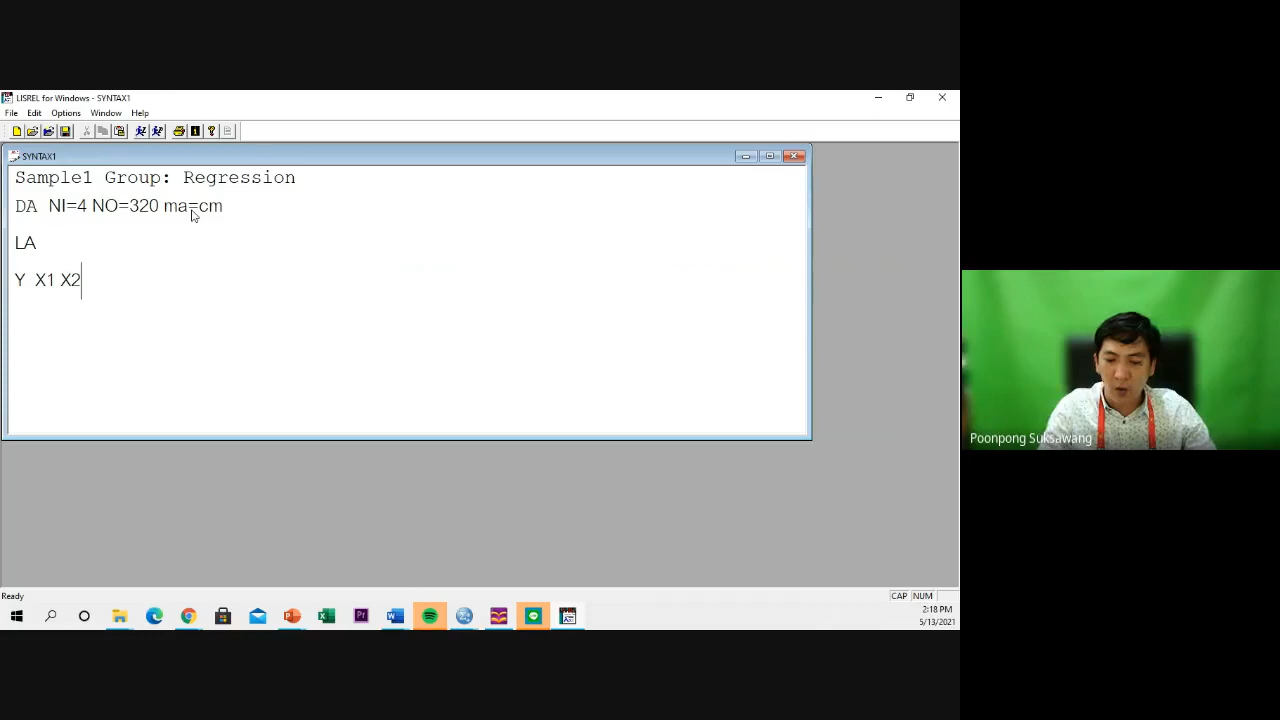 LISREL for Windows - SYNTAX1
File Edit Options Window Help
SYNTAX1
Sample1 Group: Regression
DA NI=4 NO=320 ma=cm
LA
Y X1 X2
Poonpong Suksawang
Ready
CAP NUM
2:18 PM
5/13/2021